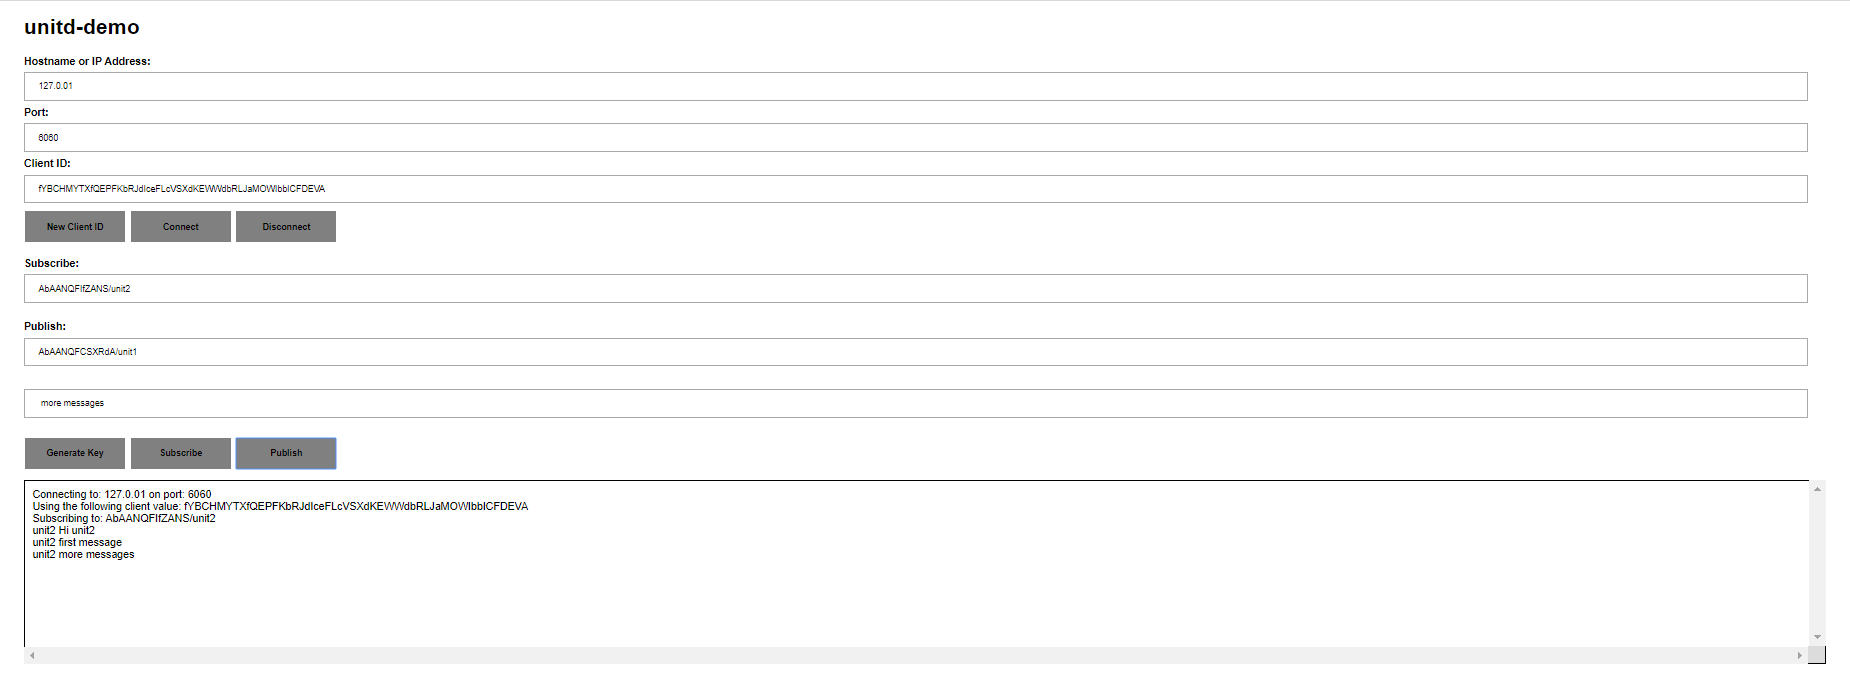 unitd-demo
Hostname or IP Address:
127.0.01
Port:
6060
Client ID:
fYBCHMYTXfQEPFKbRJdIceFLcVSXdKEWWdbRLJaMOWIbbICFDEVA
New Client ID Connect Disconnect
Subscribe:
AbAANQFIfZANS/unit2
Publish:
AbAANQFCSXRdA/unit1
more messages
Generate Key Subscribe Publish
Connecting to: 127.0.01 on port: 6060
Using the following client value: fYBCHMYTXfQEPFKbRJdIceFLcVSXdKEWWdbRLJaMOWIbbICFDEVA
Subscribing to: AbAANQFIfZANS/unit2
unit2 Hi unit2
unit2 first message
unit2 more messages